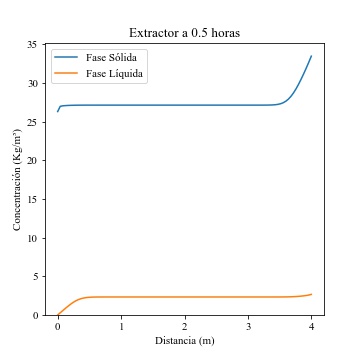 Extractor a 0.5 horas
Fase Sólida
Fase Líquida
Concentración (Kg/m³)
35
30
25
20
15
10
5
0
0 1 2 3 4
Distancia (m)